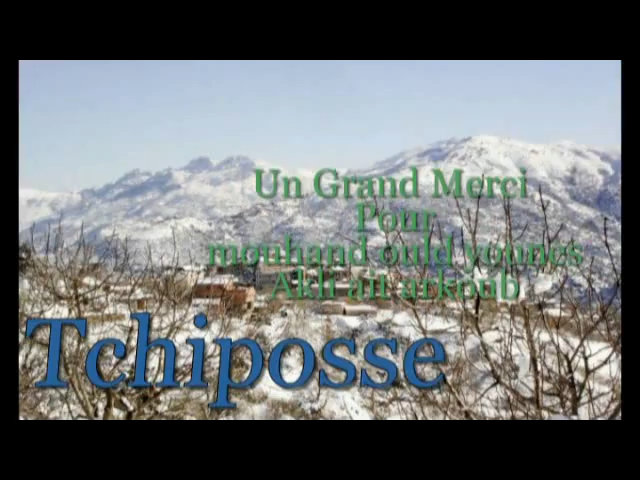 Un Grand Merci
Pour
mouhand ould younes
Akli ait arkoub
Tchiposse